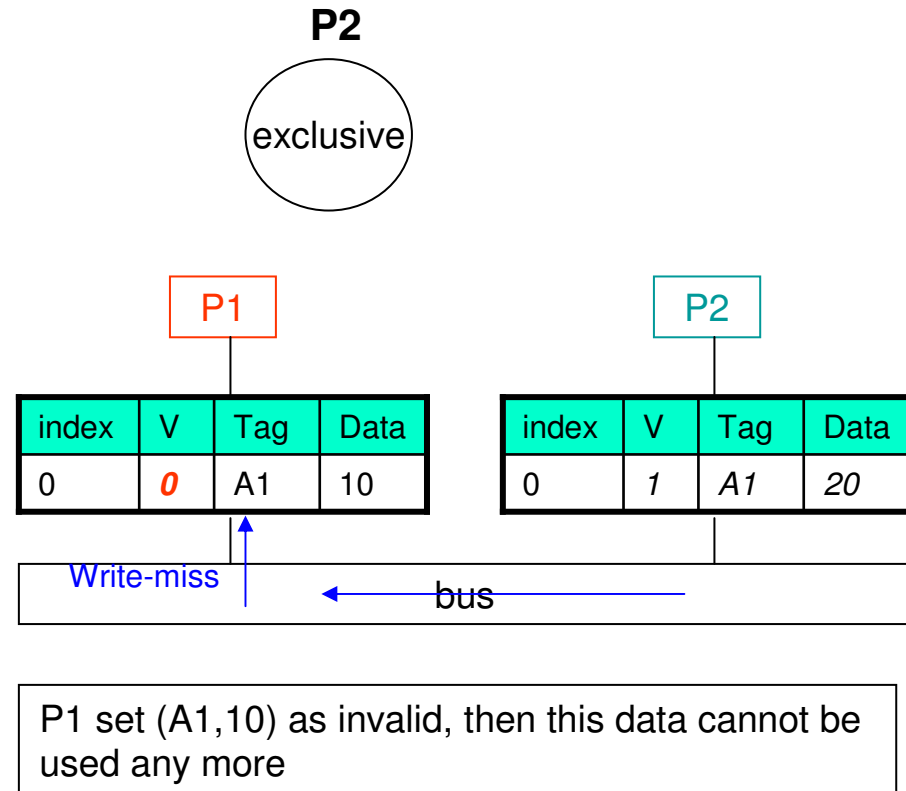 P2
exclusive
P1 P2
index V Tag Data index V Tag Data
0 0 A1 10 0 1 A1 20
Write-miss bus
P1 set (A1,10) as invalid, then this data cannot be
used any more